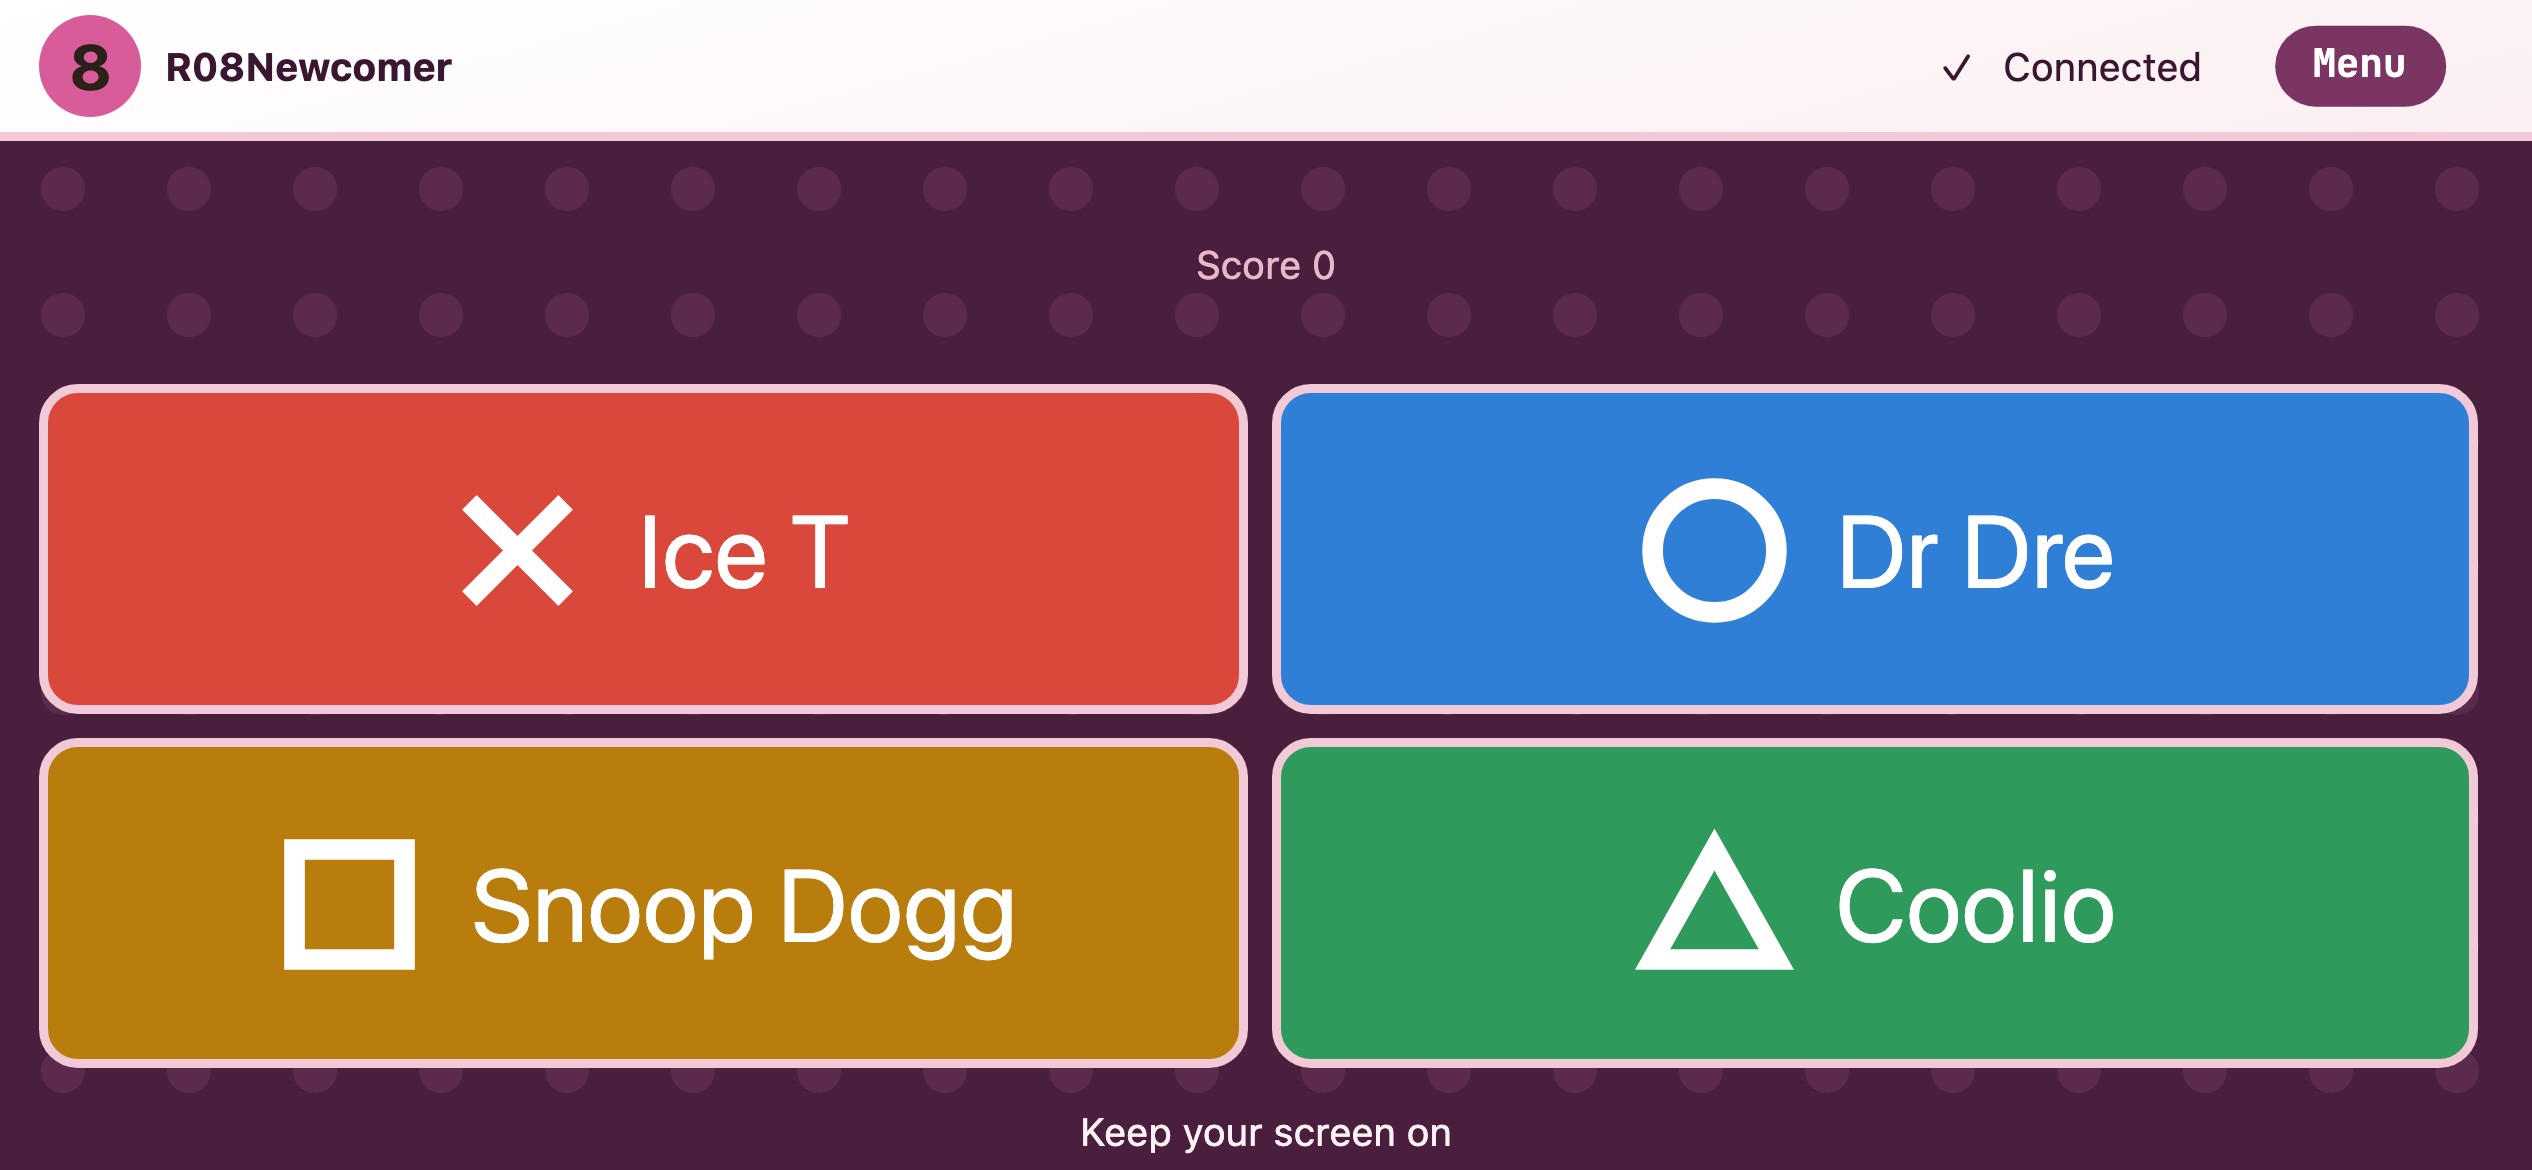 8 R08Newcomer ✓ Connected Menu
Score 0
Ice T
Dr Dre
Snoop Dogg
Coolio
Keep your screen on